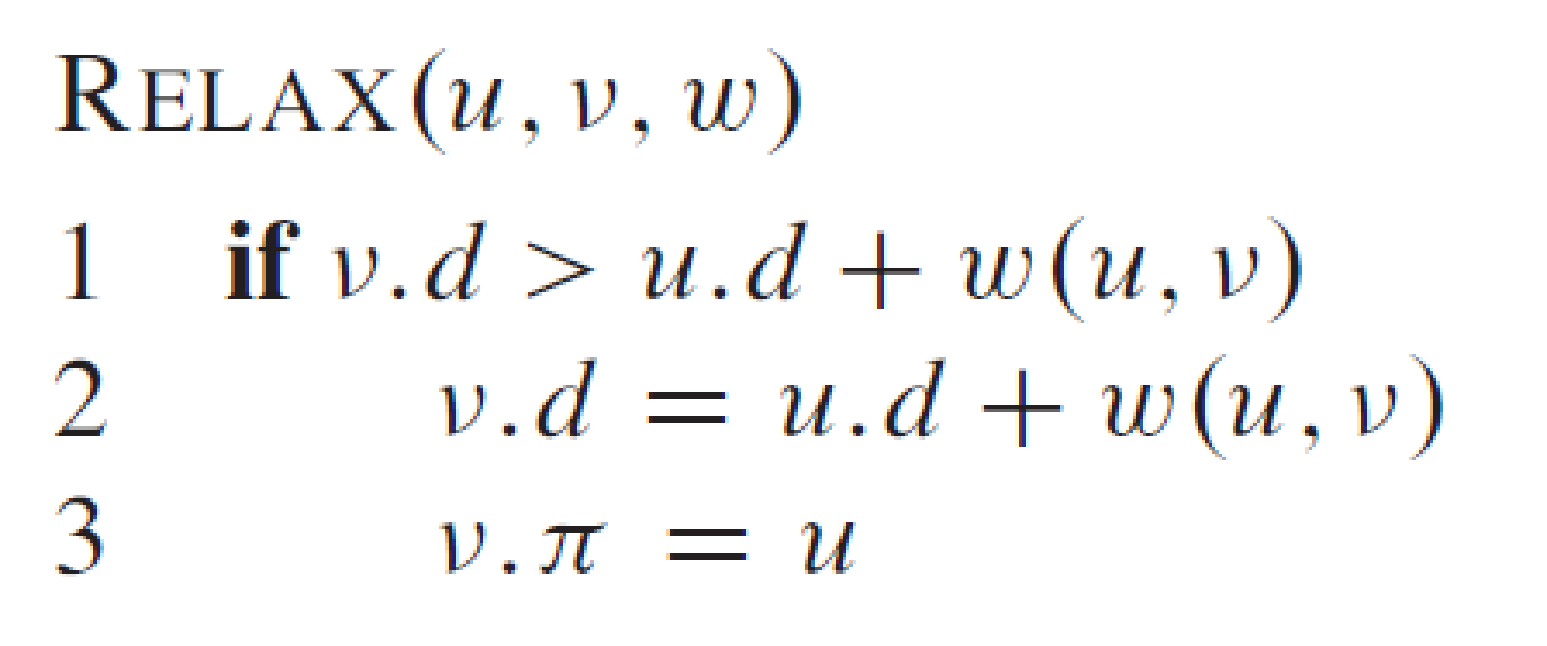 RELAX(u, v, w)
1 if v.d > u.d + w(u, v)
2 v.d = u.d + w(u, v)
3 v.π = u